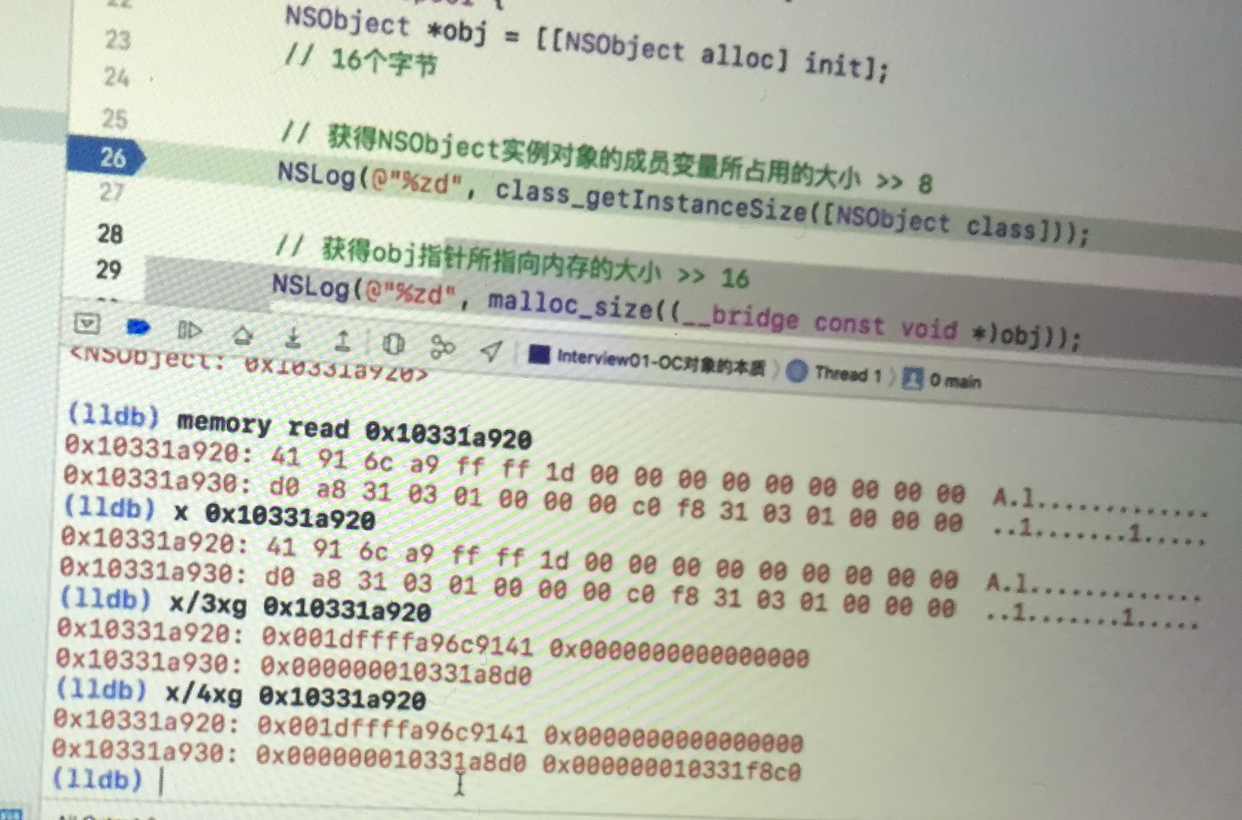 22
23 NSObject *obj = [[NSObject alloc] init];
24 // 16个字节
25
// 获得NSObject实例对象的成员变量所占用的大小 >> 8
26 NSLog(@"%zd", class_getInstanceSize([NSObject class]));
27
28 // 获得obj指针所指向内存的大小 >> 16
29 NSLog(@"%zd", malloc_size((__bridge const void *)obj));
Interview01-OC对象的本质 〉 Thread 1 〉 0 main
<NSObject: 0x10331a920>
(lldb) memory read 0x10331a920
0x10331a920: 41 91 6c a9 ff ff 1d 00 00 00 00 00 00 00 00 00  A.l.............
0x10331a930: d0 a8 31 03 01 00 00 00 c0 f8 31 03 01 00 00 00  ..1.......1.....
(lldb) x 0x10331a920
0x10331a920: 41 91 6c a9 ff ff 1d 00 00 00 00 00 00 00 00 00  A.l.............
0x10331a930: d0 a8 31 03 01 00 00 00 c0 f8 31 03 01 00 00 00  ..1.......1.....
(lldb) x/3xg 0x10331a920
0x10331a920: 0x001dffffa96c9141 0x0000000000000000
0x10331a930: 0x000000010331a8d0
(lldb) x/4xg 0x10331a920
0x10331a920: 0x001dffffa96c9141 0x0000000000000000
0x10331a930: 0x000000010331a8d0 0x000000010331f8c0
(lldb)